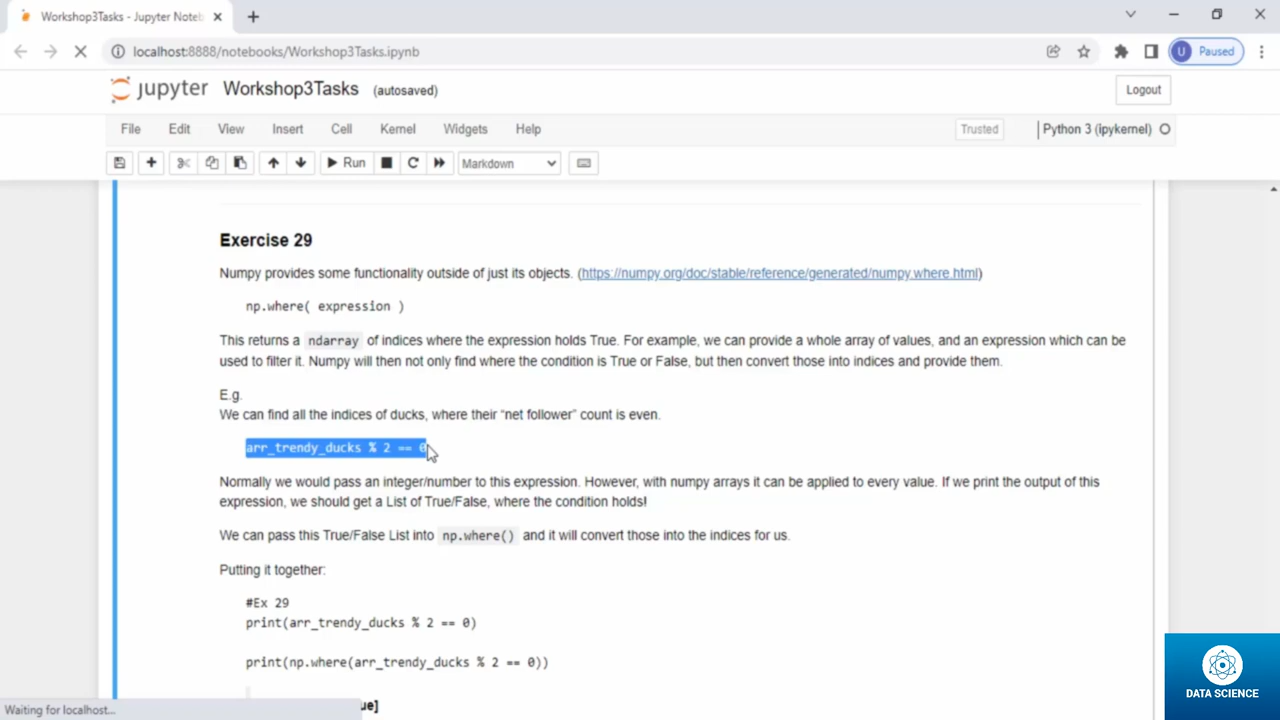 Workshop3Tasks - Jupyter Noteb
localhost:8888/notebooks/Workshop3Tasks.ipynb
U Paused
jupyter Workshop3Tasks (autosaved)
Logout
File Edit View Insert Cell Kernel Widgets Help
Trusted
Python 3 (ipykernel)
Run
Markdown
Exercise 29
Numpy provides some functionality outside of just its objects. (https://numpy.org/doc/stable/reference/generated/numpy.where.html)
np.where( expression )
This returns a ndarray of indices where the expression holds True. For example, we can provide a whole array of values, and an expression which can be
used to filter it. Numpy will then not only find where the condition is True or False, but then convert those into indices and provide them.
E.g.
We can find all the indices of ducks, where their “net follower” count is even.
arr_trendy_ducks % 2 == 0
Normally we would pass an integer/number to this expression. However, with numpy arrays it can be applied to every value. If we print the output of this
expression, we should get a List of True/False, where the condition holds!
We can pass this True/False List into np.where() and it will convert those into the indices for us.
Putting it together:
#Ex 29
print(arr_trendy_ducks % 2 == 0)
print(np.where(arr_trendy_ducks % 2 == 0))
ue]
Waiting for localhost...
DATA SCIENCE